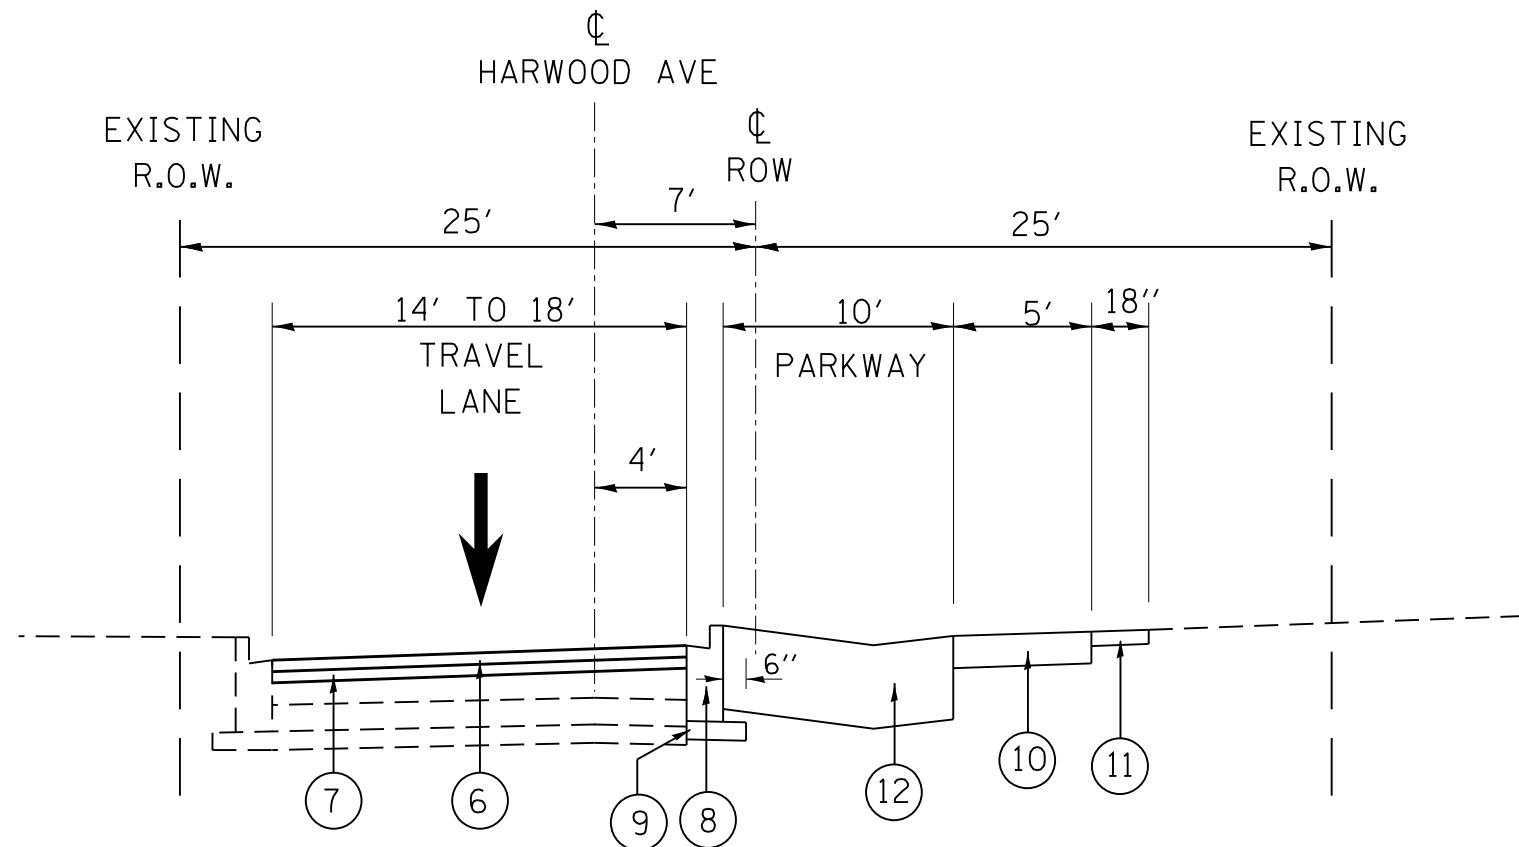 ℄
HARWOOD AVE
℄
ROW
EXISTING
R.O.W.
EXISTING
R.O.W.
7'
25'
25'
14' TO 18'
TRAVEL
LANE
10'
PARKWAY
5'
18''
4'
6''
7
6
9
8
12
10
11